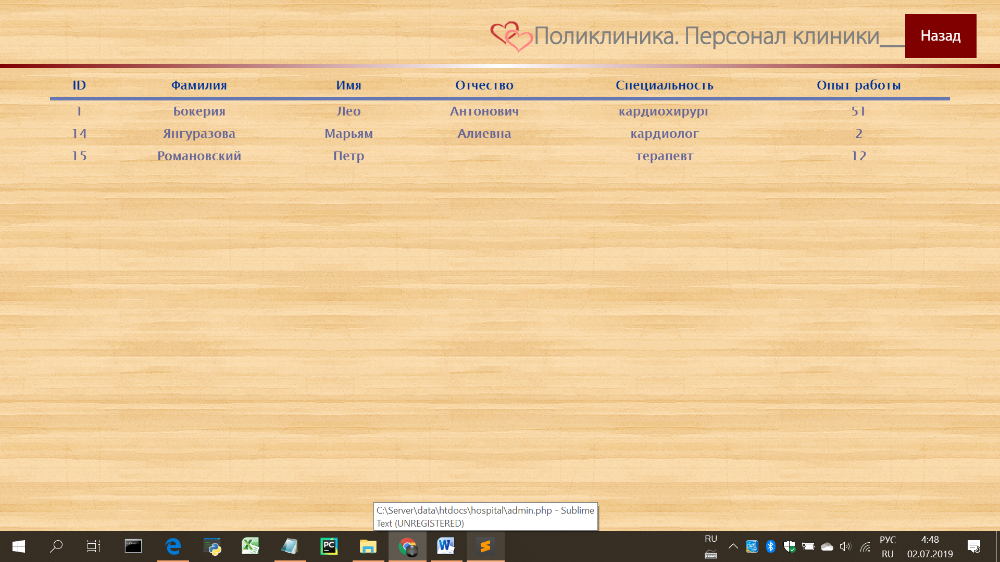 Поликлиника. Персонал клиники__
Назад
ID Фамилия Имя Отчество Специальность Опыт работы
1 Бокерия Лео Антонович кардиохирург 51
14 Янгуразова Марьям Алиевна кардиолог 2
15 Романовский Петр терапевт 12
C:\Server\data\htdocs\hospital\admin.php - Sublime
Text (UNREGISTERED)
RU
РУС
RU
4:48
02.07.2019